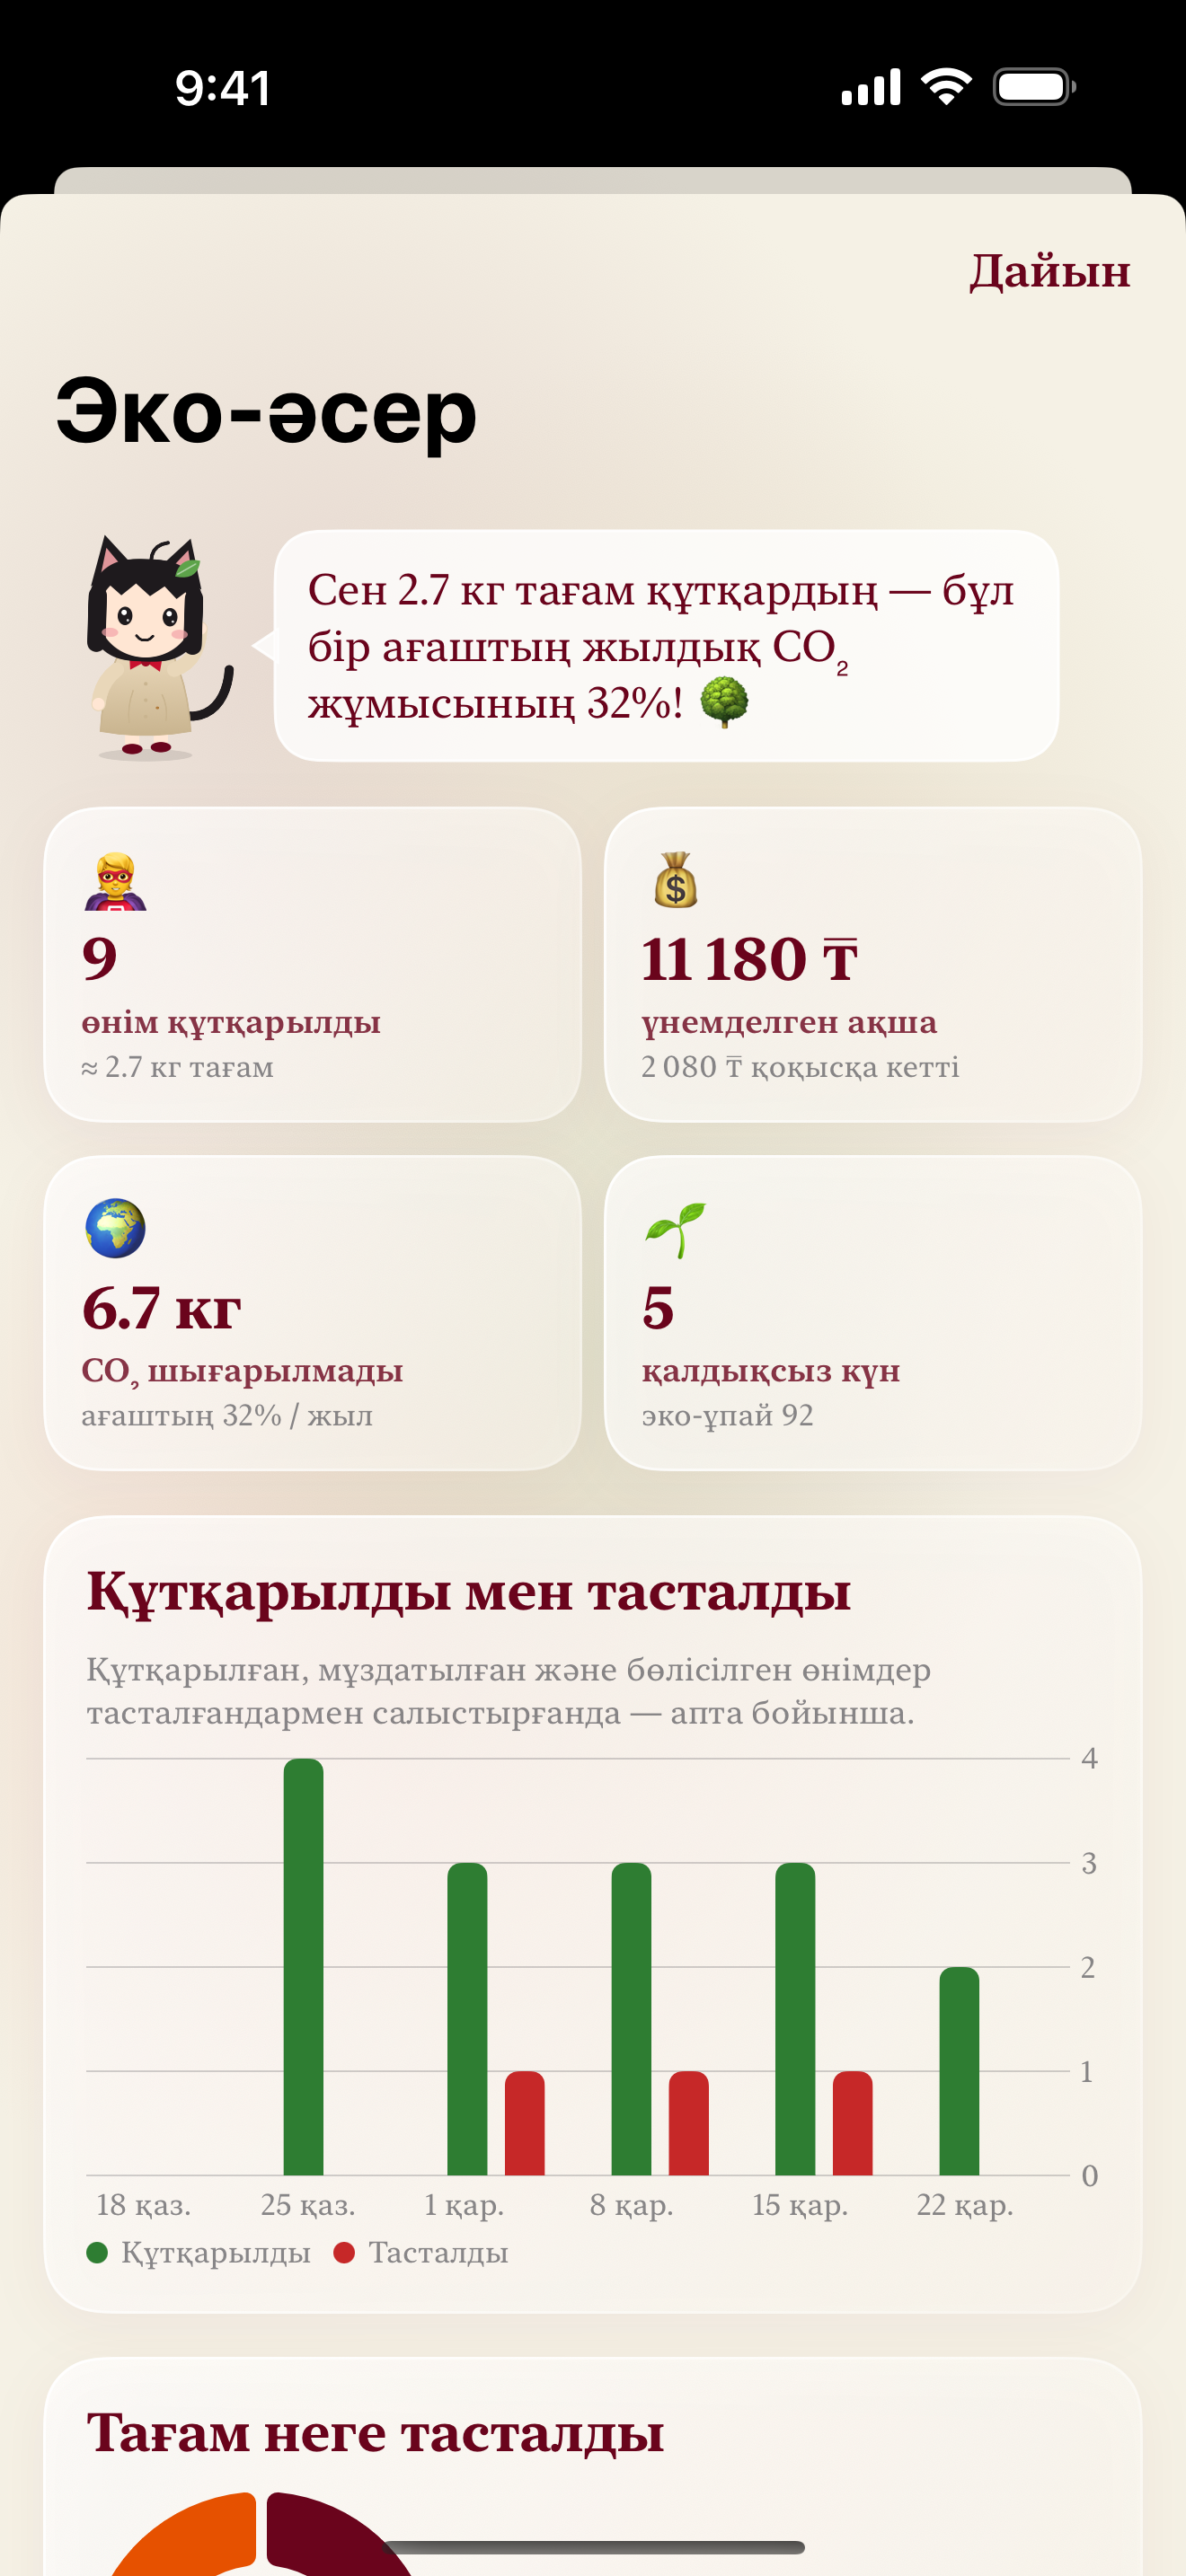 9:41
Дайын
Эко-әсер
Сен 2.7 кг тағам құтқардың — бұл
бір ағаштың жылдық CO₂
жұмысының 32%! 🌳
9
өнім құтқарылды
≈ 2.7 кг тағам
11 180 ₸
үнемделген ақша
2 080 ₸ қоқысқа кетті
6.7 кг
CO₂ шығарылмады
ағаштың 32% / жыл
5
қалдықсыз күн
эко-ұпай 92
Құтқарылды мен тасталды
Құтқарылған, мұздатылған және бөлісілген өнімдер
тасталғандармен салыстырғанда — апта бойынша.
4
3
2
1
0
18 қаз. 25 қаз. 1 қар. 8 қар. 15 қар. 22 қар.
Құтқарылды Тасталды
Тағам неге тасталды